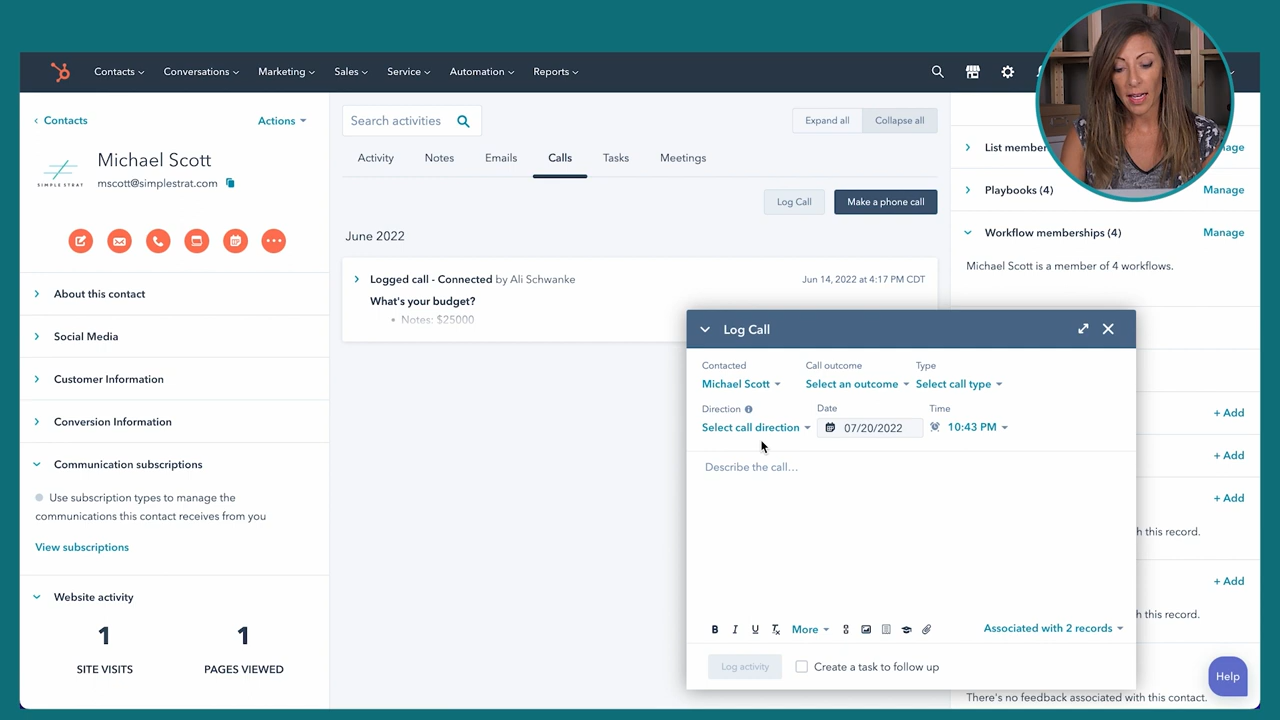 Contacts Conversations Marketing Sales Service Automation Reports
Contacts
Actions
SIMPLE STRAT
Michael Scott
mscott@simplestrat.com
About this contact
Social Media
Customer Information
Conversion Information
Communication subscriptions
Use subscription types to manage the
communications this contact receives from you
View subscriptions
Website activity
1 1
SITE VISITS PAGES VIEWED
Search activities
Expand all Collapse all
Activity Notes Emails Calls Tasks Meetings
Log Call Make a phone call
June 2022
Logged call - Connected by Ali Schwanke Jun 14, 2022 at 4:17 PM CDT
What's your budget?
• Notes: $25000
Log Call
Contacted Call outcome Type
Michael Scott Select an outcome Select call type
Direction Date Time
Select call direction 07/20/2022 10:43 PM
Describe the call...
B I U Tx More Associated with 2 records
Log activity Create a task to follow up
List
Playbooks (4) Manage
Workflow memberships (4) Manage
Michael Scott is a member of 4 workflows.
+ Add
+ Add
+ Add
this record.
+ Add
this record.
There's no feedback associated with this contact.
Help